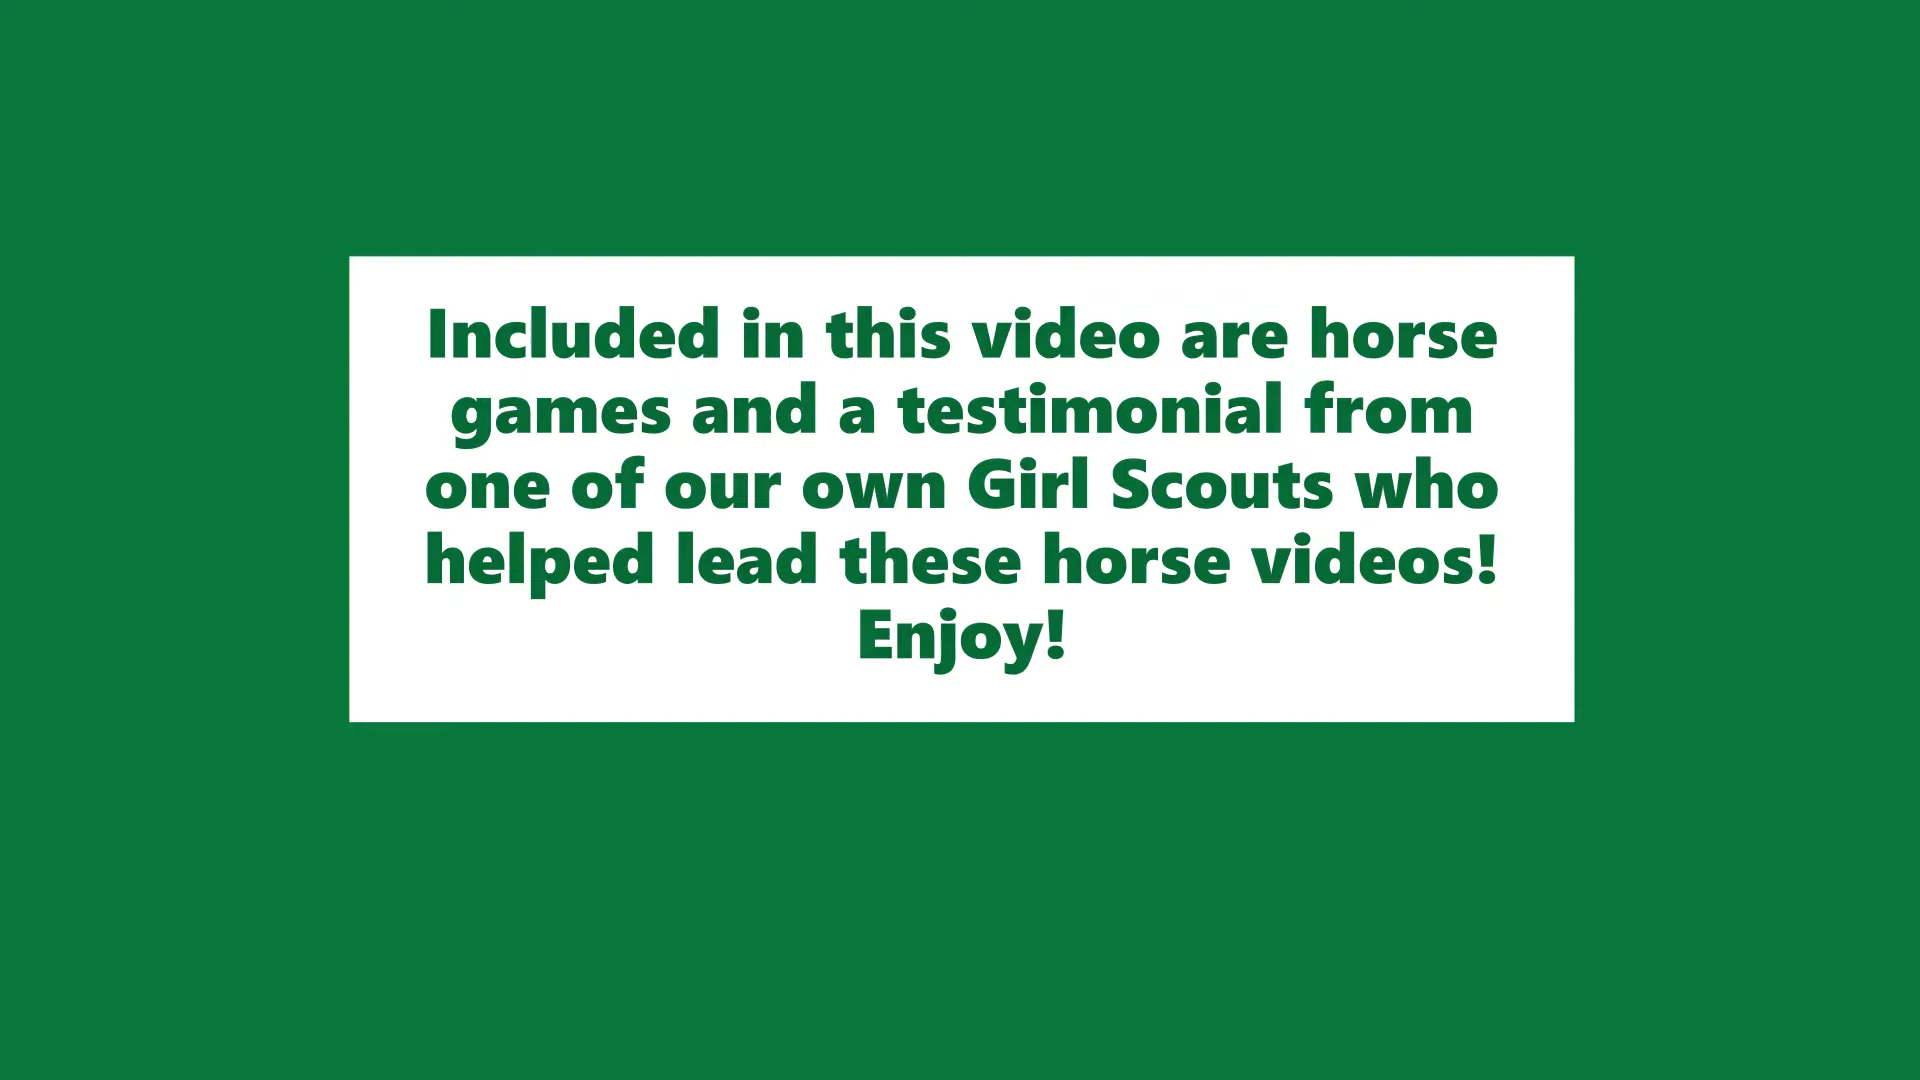 Included in this video are horse
games and a testimonial from
one of our own Girl Scouts who
helped lead these horse videos!
Enjoy!